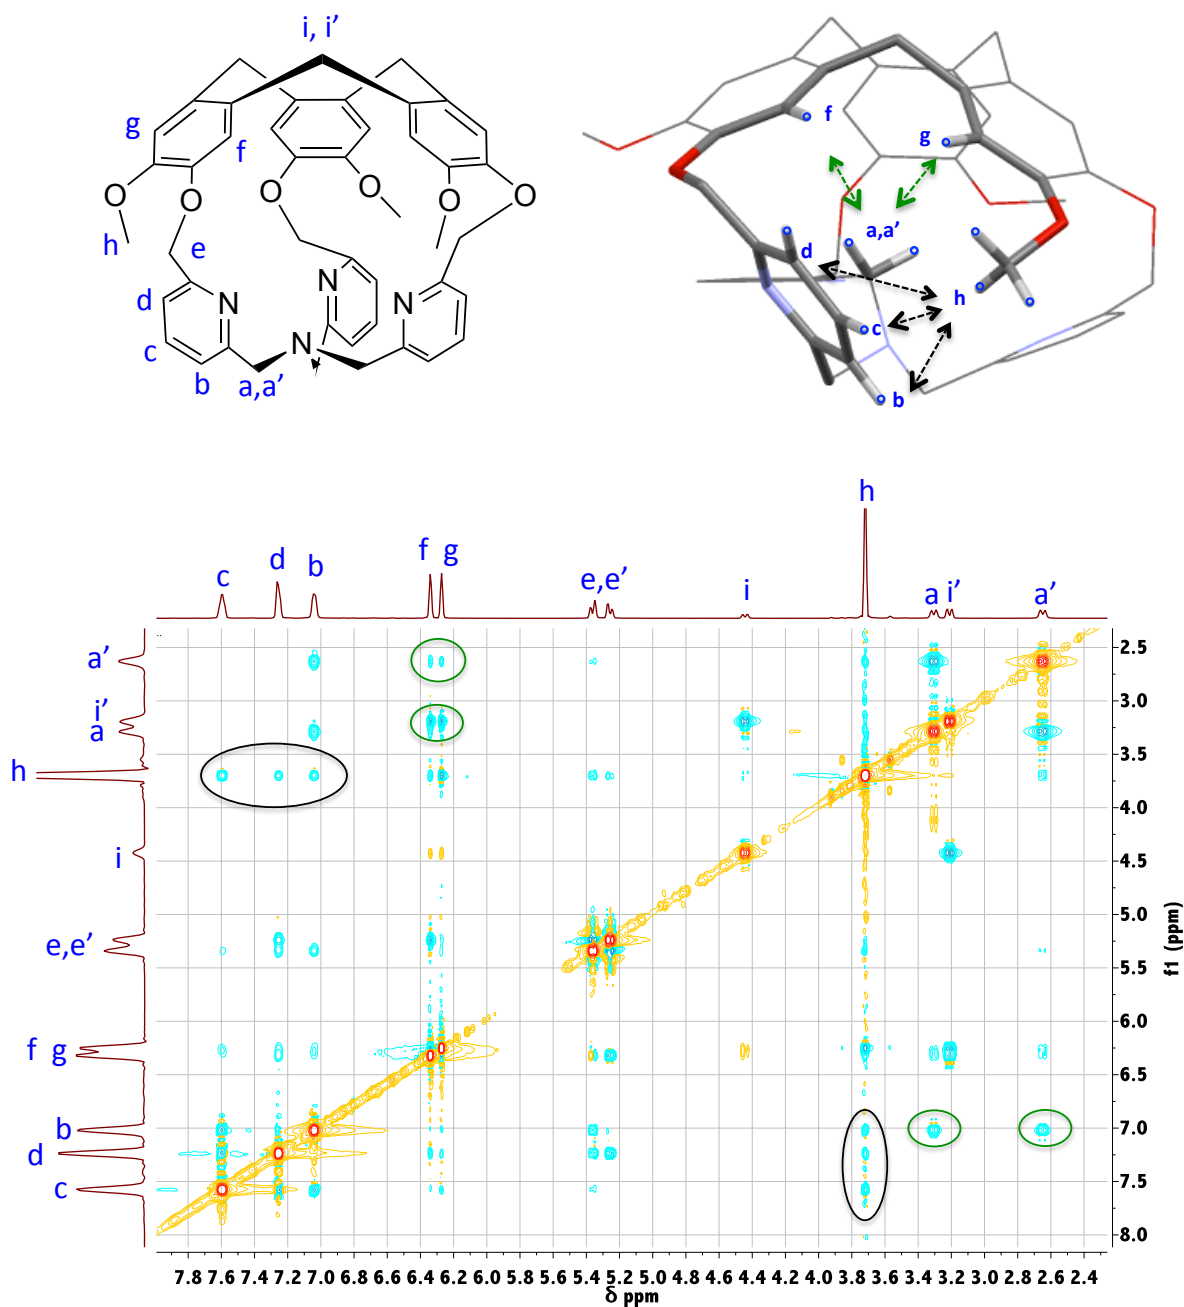 i, i’
g
f
O
O
O
O
O
O
h
e
d
N
N
N
c
N
b
a,a’
f
g
a,a’
d
h
c
b
h
c
d
b
f
g
e,e’
i
a
i’
a’
a’
i’
a
h
i
e,e’
f g
b
d
c
2.5
3.0
3.5
4.0
4.5
5.0
5.5
6.0
6.5
7.0
7.5
8.0
f1 (ppm)
7.8 7.6 7.4 7.2 7.0 6.8 6.6 6.4 6.2 6.0 5.8 5.6 5.4 5.2 5.0 4.8 4.6 4.4 4.2 4.0 3.8 3.6 3.4 3.2 3.0 2.8 2.6 2.4
δ ppm